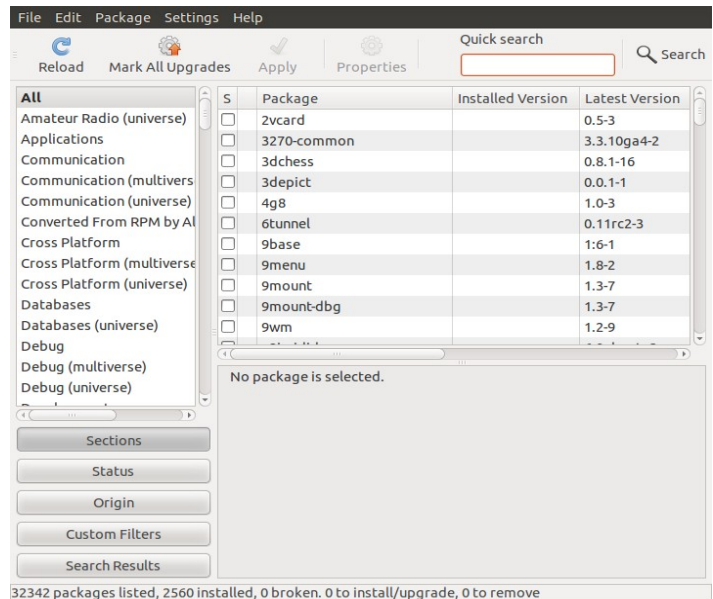 File Edit Package Settings Help
Reload Mark All Upgrades Apply Properties Quick search Search
All
Amateur Radio (universe)
Applications
Communication
Communication (multivers
Communication (universe)
Converted From RPM by Al
Cross Platform
Cross Platform (multiverse
Cross Platform (universe)
Databases
Databases (universe)
Debug
Debug (multiverse)
Debug (universe)
S Package Installed Version Latest Version
2vcard 0.5-3
3270-common 3.3.10ga4-2
3dchess 0.8.1-16
3depict 0.0.1-1
4g8 1.0-3
6tunnel 0.11rc2-3
9base 1:6-1
9menu 1.8-2
9mount 1.3-7
9mount-dbg 1.3-7
9wm 1.2-9
No package is selected.
Sections
Status
Origin
Custom Filters
Search Results
32342 packages listed, 2560 installed, 0 broken. 0 to install/upgrade, 0 to remove